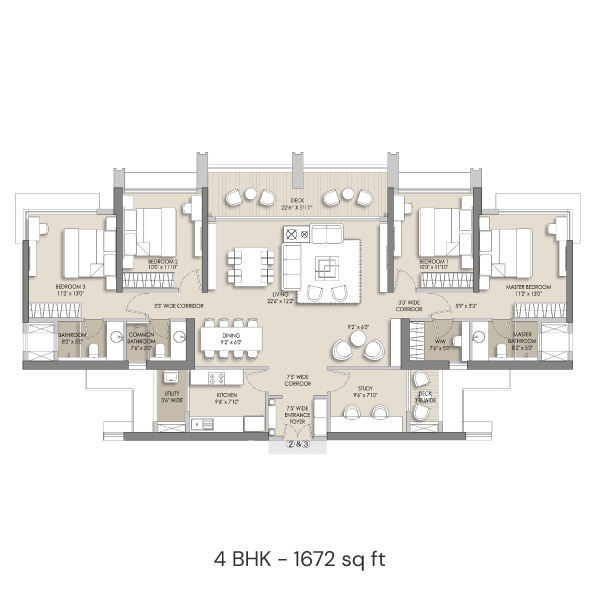 DECK
22'6" X 5'11"
BEDROOM 2
10'0" X 11'10"
BEDROOM 1
10'0" X 11'10"
BEDROOM 3
11'2" X 13'0"
LIVING
22'6" X 12'2"
MASTER BEDROOM
11'2" X 13'0"
3'3" WIDE CORRIDOR
3'3" WIDE
CORRIDOR
5'9" X 3'3"
BATHROOM
8'2" X 5'0"
COMMON
BATHROOM
7'6" X 5'0"
DINING
9'2" X 6'0"
9'2" X 6'0"
WIW
7'6" X 5'0"
MASTER
BATHROOM
8'2" X 5'0"
7'5" WIDE
CORRIDOR
UTILITY
3'6" WIDE
KITCHEN
9'6" X 7'10"
STUDY
9'6" X 7'10"
DECK
WIDE
7'5" WIDE
ENTRANCE
FOYER
2 & 3
4 BHK - 1672 sq ft